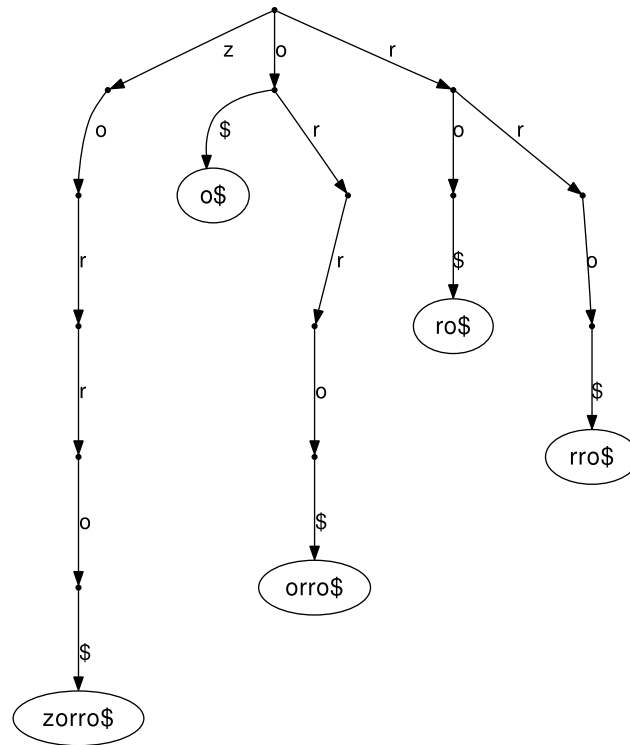 z o r
o $ r o r
o$
r r $ o
ro$
r o $
rro$
o $
orro$
$
zorro$